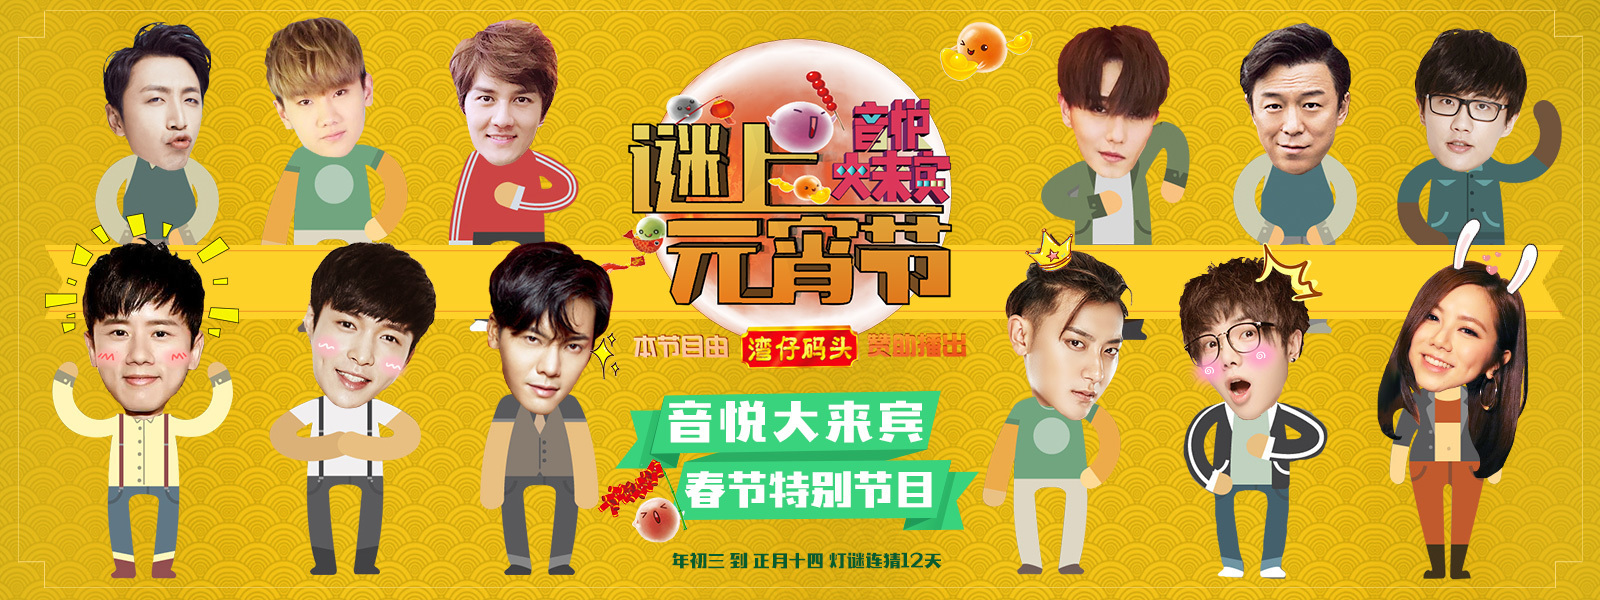 谜上
音悦
大来宾
元宵节
本节目由 湾仔码头 赞助播出
音悦大来宾
春节特别节目
年初三 到 正月十四 灯谜连猜12天